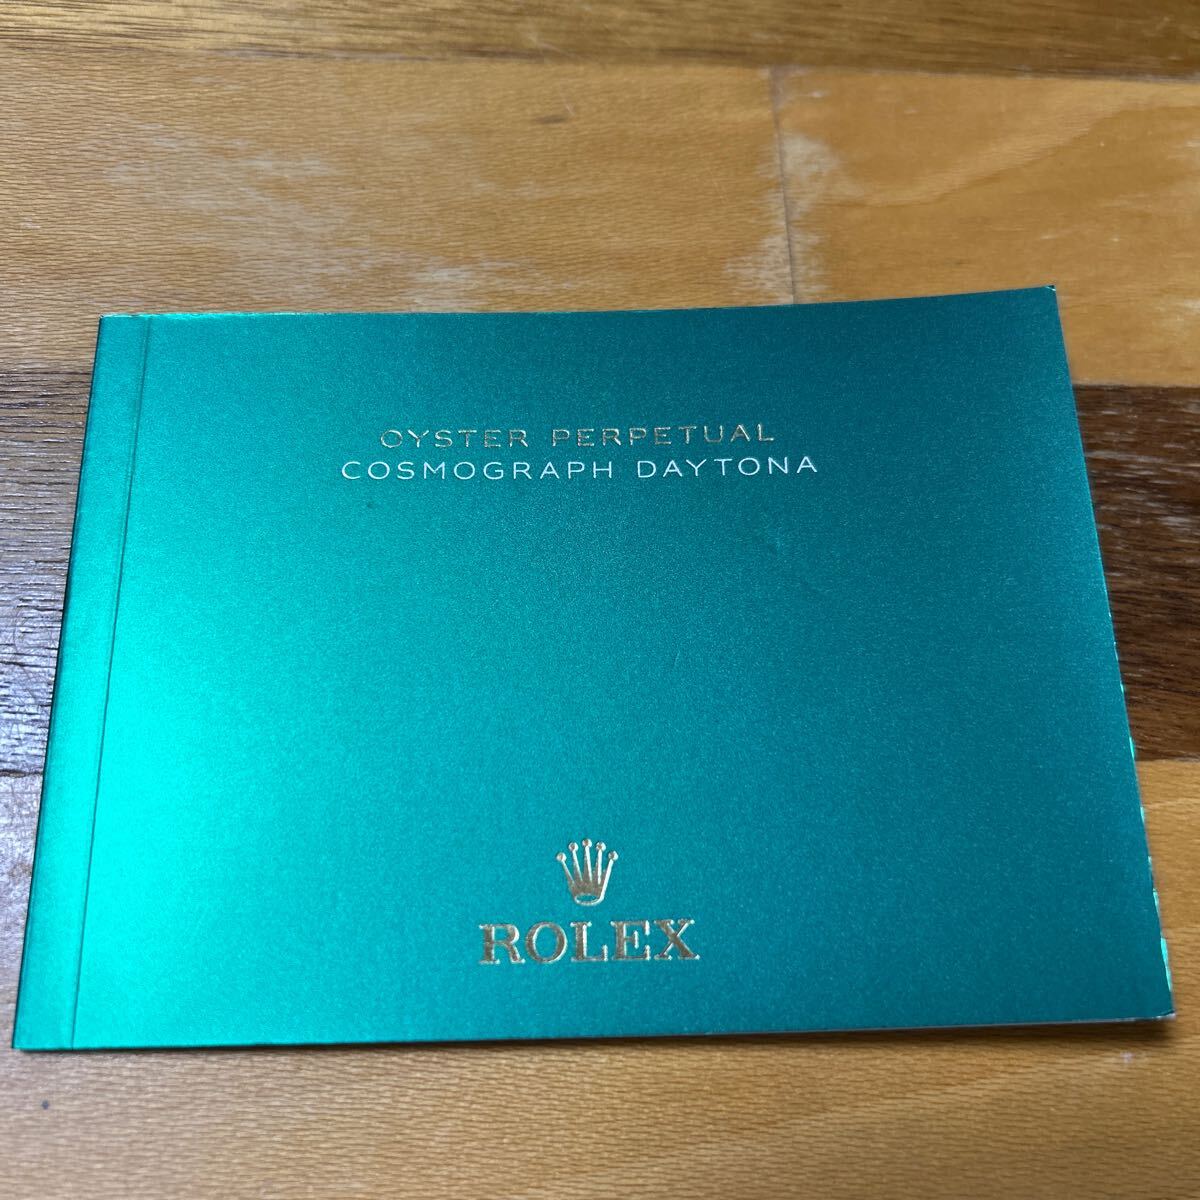 OYSTER PERPETUAL
COSMOGRAPH DAYTONA
ROLEX